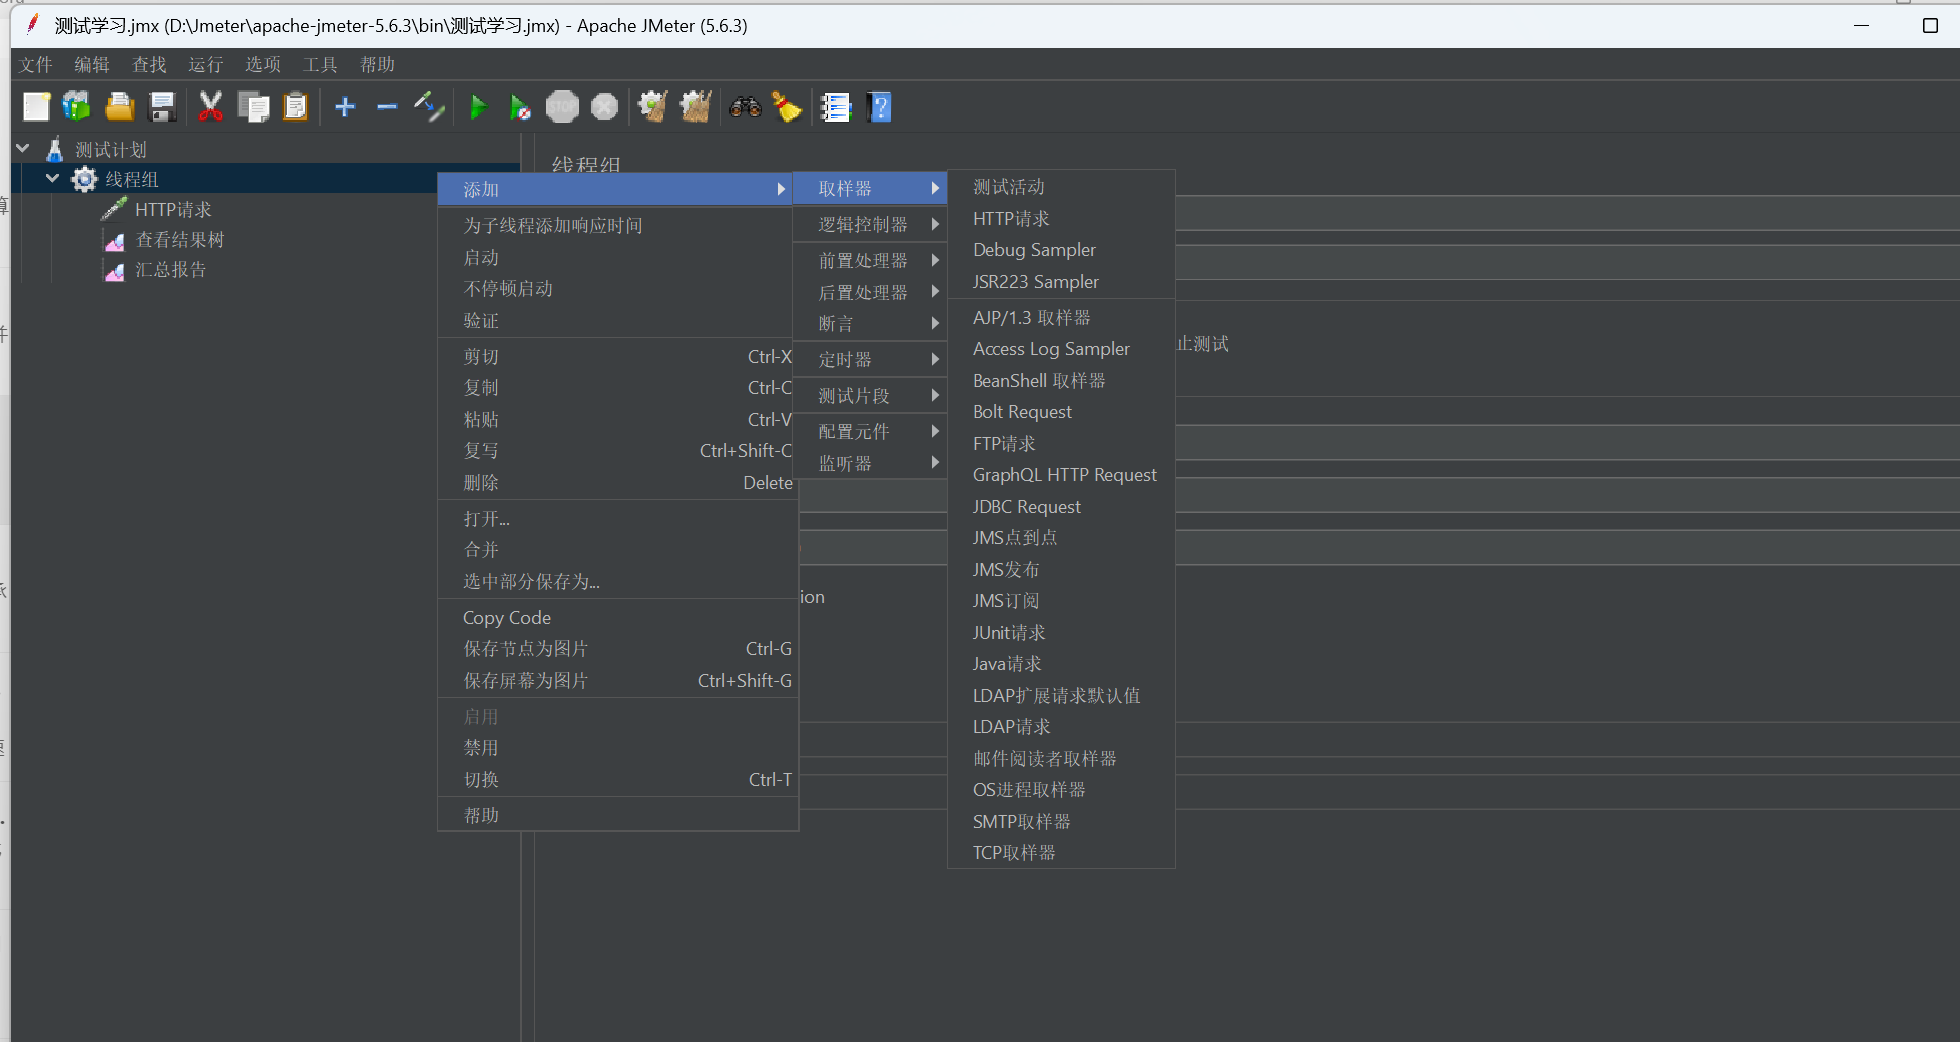 测试学习.jmx (D:\Jmeter\apache-jmeter-5.6.3\bin\测试学习.jmx) - Apache JMeter (5.6.3)
文件 编辑 查找 运行 选项 工具 帮助
STOP
测试计划
线程组
HTTP请求
查看结果树
汇总报告
线程组
添加
为子线程添加响应时间
启动
不停顿启动
验证
剪切 Ctrl-X
复制 Ctrl-C
粘贴 Ctrl-V
复写 Ctrl+Shift-C
删除 Delete
打开...
合并
选中部分保存为...
Copy Code
保存节点为图片 Ctrl-G
保存屏幕为图片 Ctrl+Shift-G
启用
禁用
切换 Ctrl-T
帮助
取样器
逻辑控制器
前置处理器
后置处理器
断言
定时器
测试片段
配置元件
监听器
测试活动
HTTP请求
Debug Sampler
JSR223 Sampler
AJP/1.3 取样器
Access Log Sampler
BeanShell 取样器
Bolt Request
FTP请求
GraphQL HTTP Request
JDBC Request
JMS点到点
JMS发布
JMS订阅
JUnit请求
Java请求
LDAP扩展请求默认值
LDAP请求
邮件阅读者取样器
OS进程取样器
SMTP取样器
TCP取样器
止测试
ion